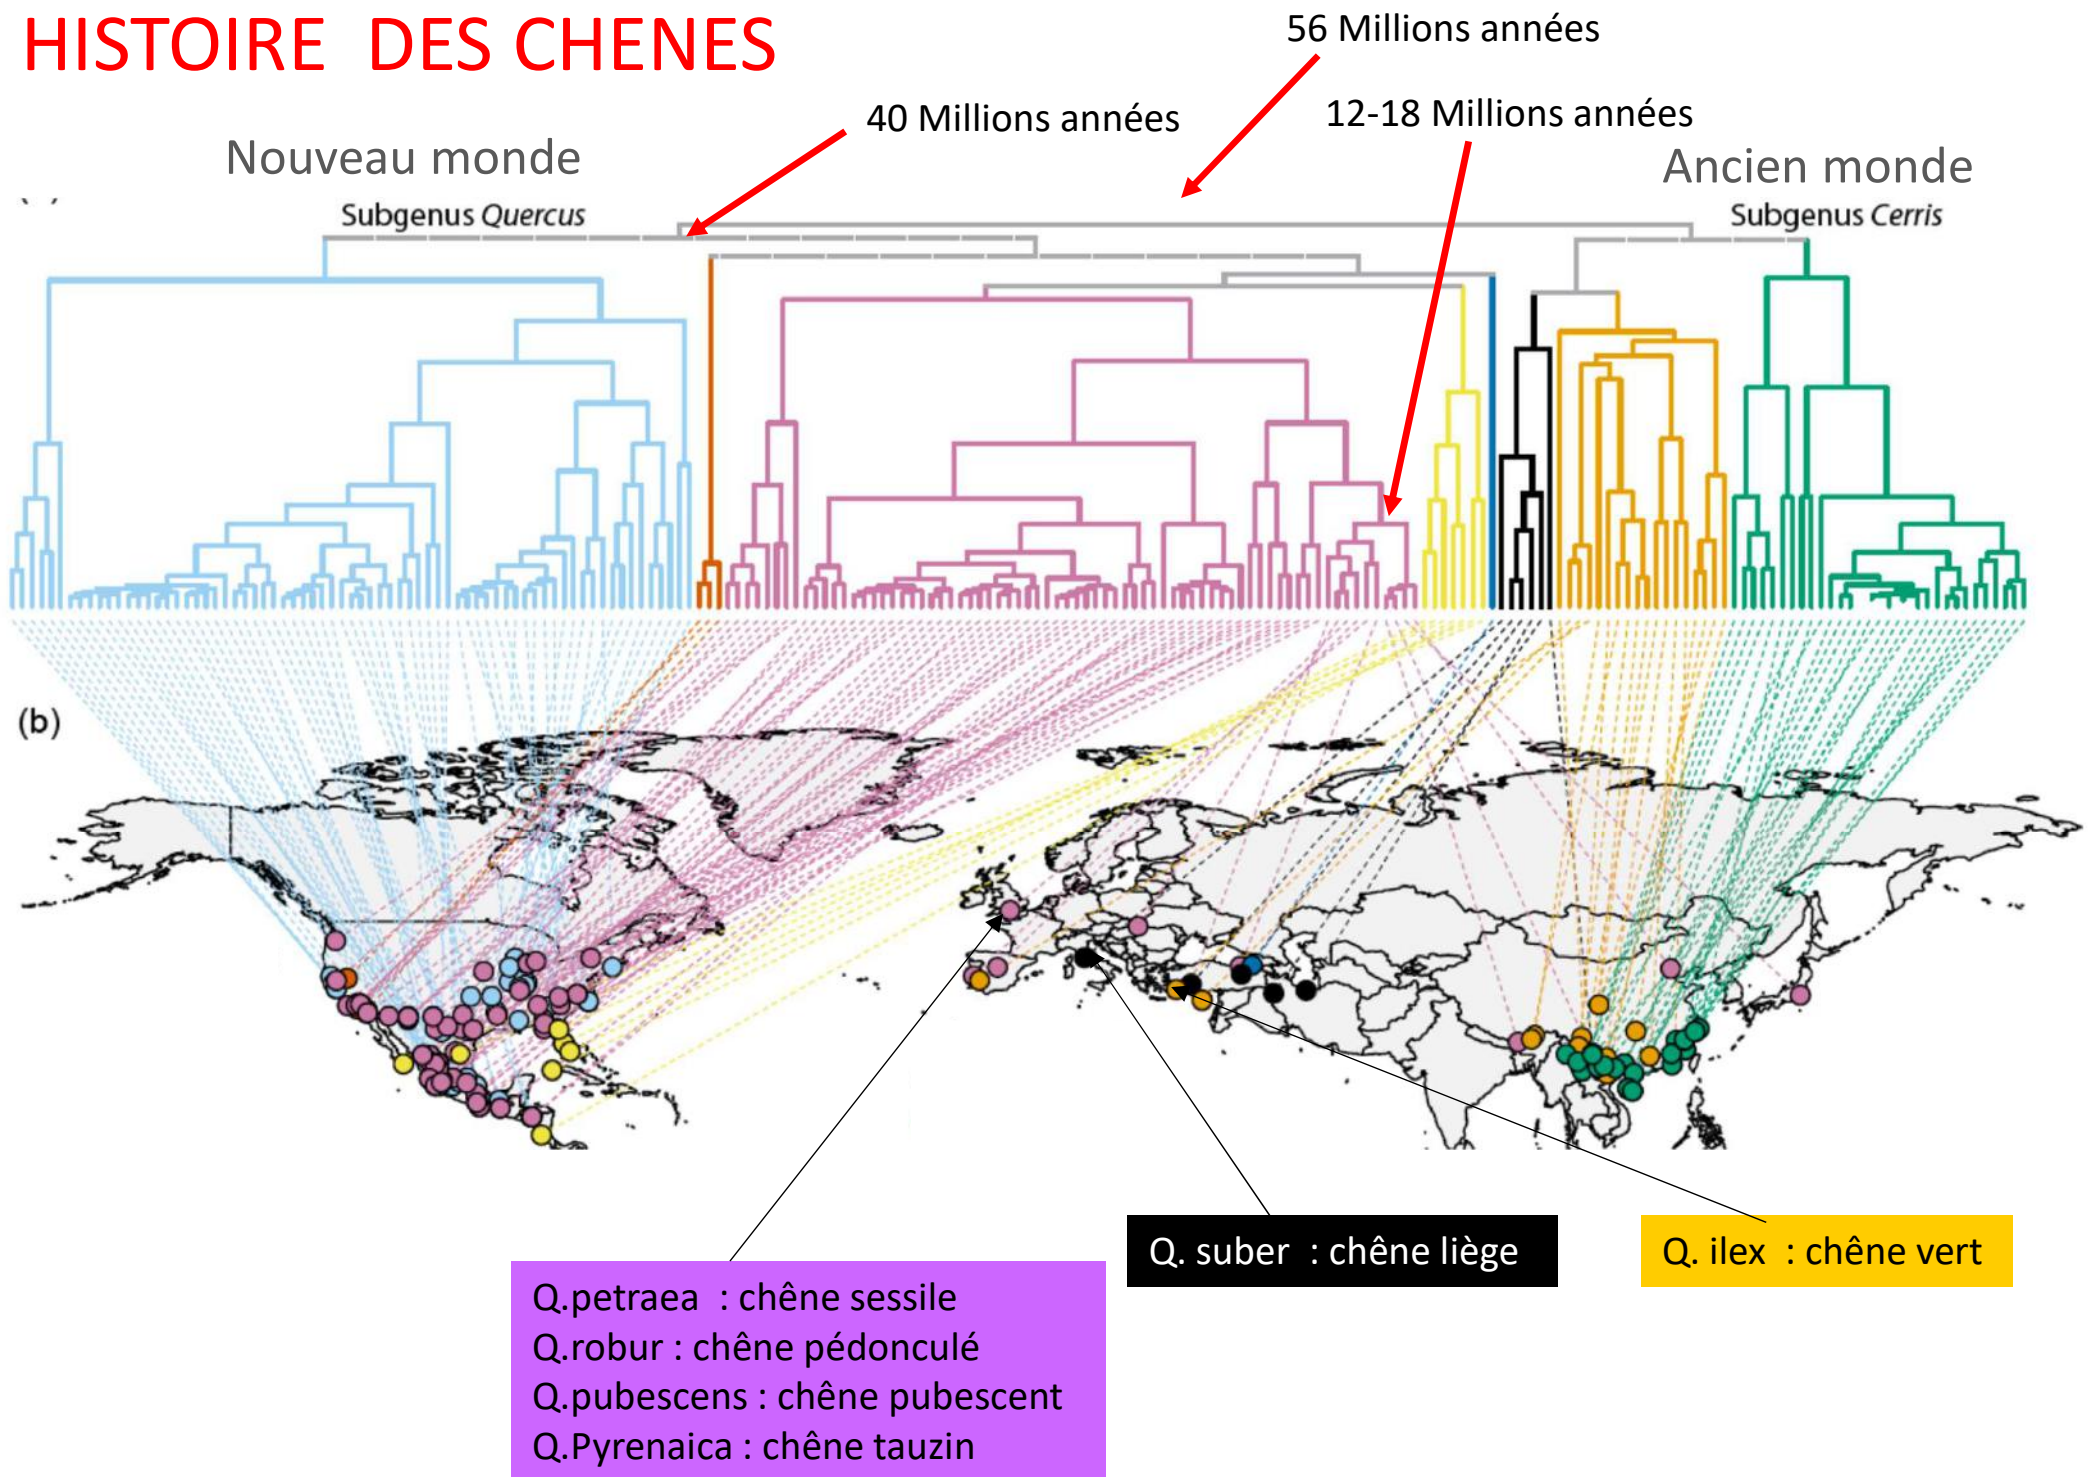 HISTOIRE DES CHENES
56 Millions années
40 Millions années
12-18 Millions années
Nouveau monde
Ancien monde
Subgenus Quercus
Subgenus Cerris
(b)
Q. suber : chêne liège
Q. ilex : chêne vert
Q.petraea : chêne sessile
Q.robur : chêne pédonculé
Q.pubescens : chêne pubescent
Q.Pyrenaica : chêne tauzin